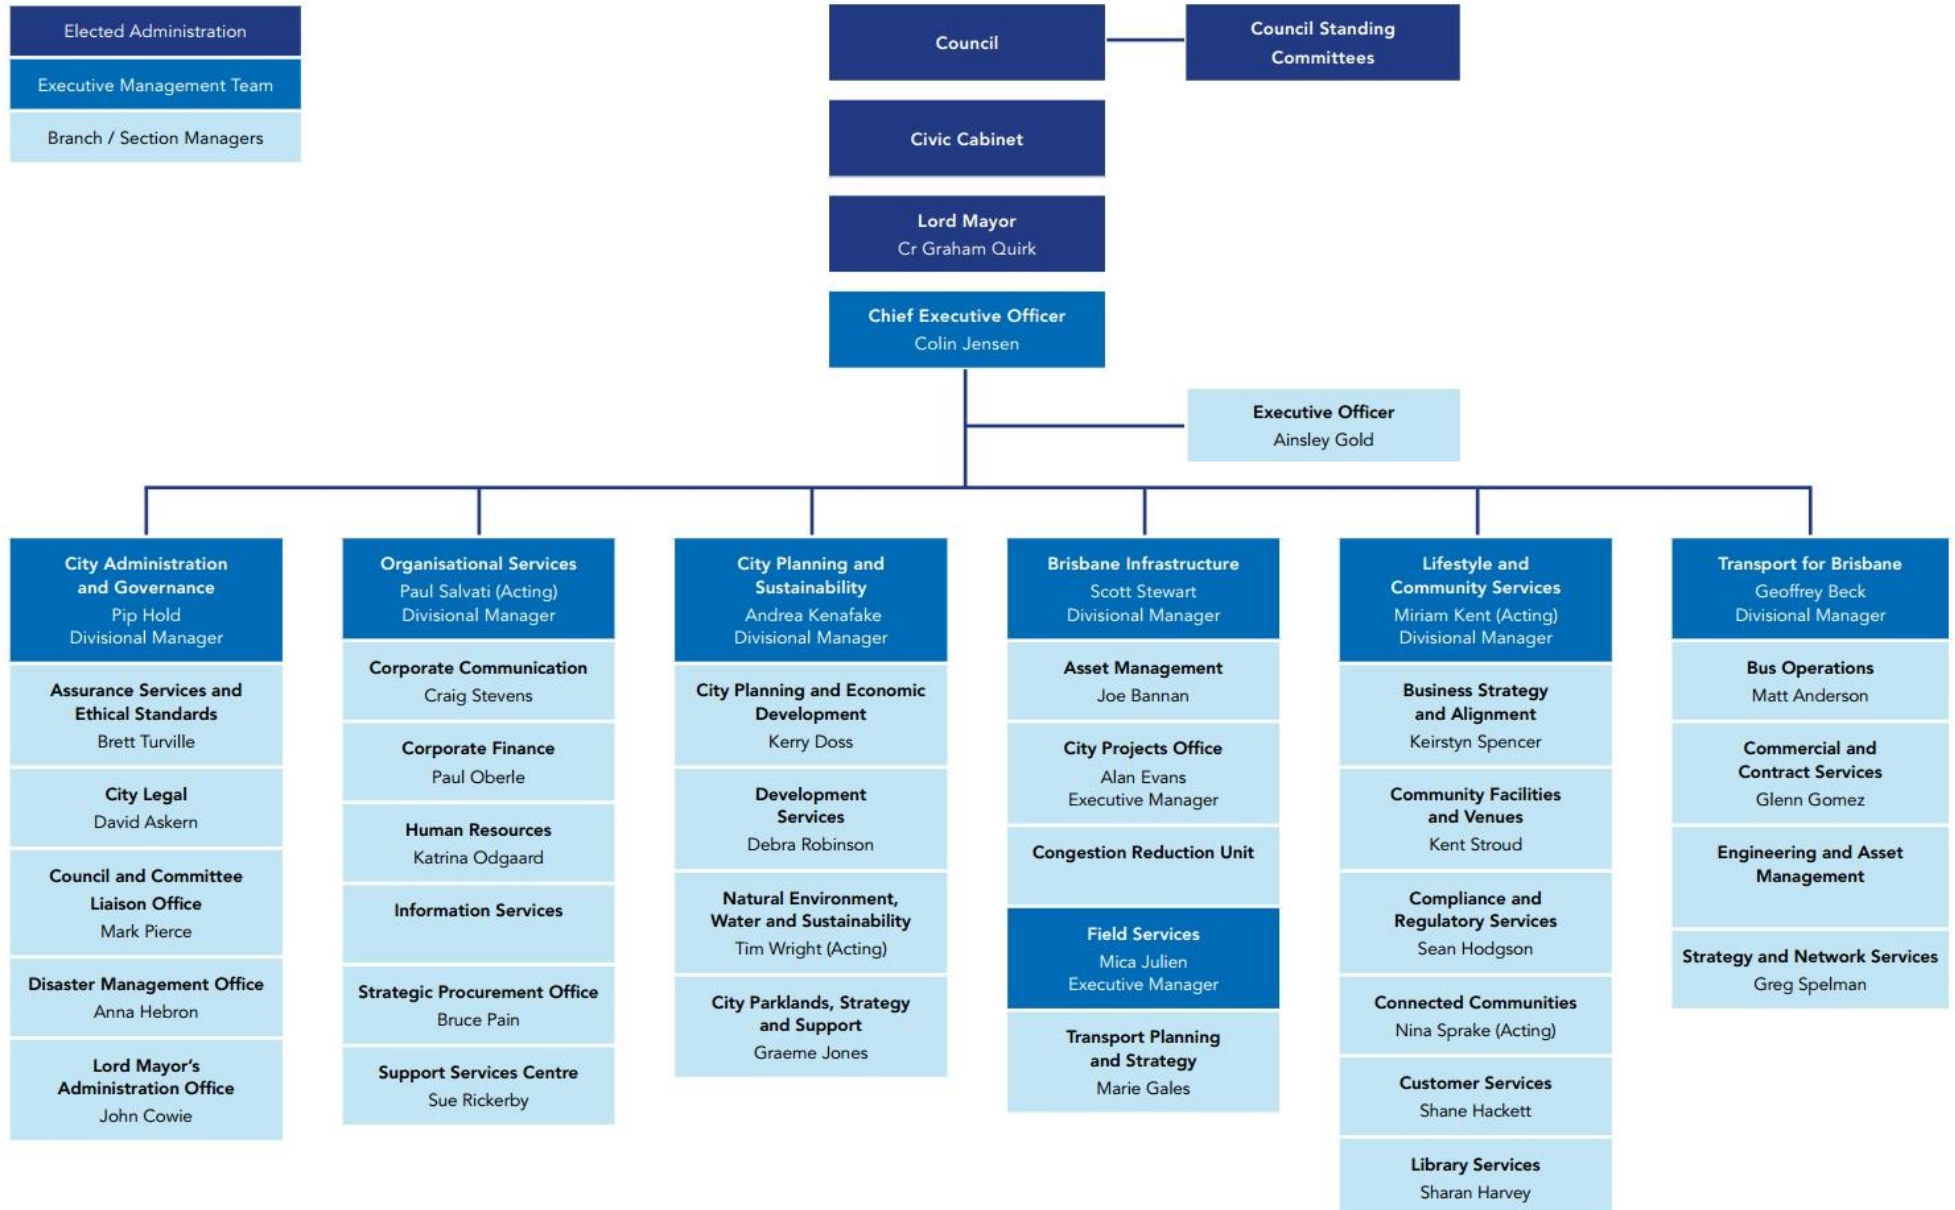 Elected Administration
Executive Management Team
Branch / Section Managers
Council
Council Standing
Committees
Civic Cabinet
Lord Mayor
Cr Graham Quirk
Chief Executive Officer
Colin Jensen
Executive Officer
Ainsley Gold
City Administration
and Governance
Pip Hold
Divisional Manager
Assurance Services and
Ethical Standards
Brett Turville
City Legal
David Askern
Council and Committee
Liaison Office
Mark Pierce
Disaster Management Office
Anna Hebron
Lord Mayor's
Administration Office
John Cowie
Organisational Services
Paul Salvati (Acting)
Divisional Manager
Corporate Communication
Craig Stevens
Corporate Finance
Paul Oberle
Human Resources
Katrina Odgaard
Information Services
Strategic Procurement Office
Bruce Pain
Support Services Centre
Sue Rickerby
City Planning and
Sustainability
Andrea Kenafake
Divisional Manager
City Planning and Economic
Development
Kerry Doss
Development
Services
Debra Robinson
Natural Environment,
Water and Sustainability
Tim Wright (Acting)
City Parklands, Strategy
and Support
Graeme Jones
Brisbane Infrastructure
Scott Stewart
Divisional Manager
Asset Management
Joe Bannan
City Projects Office
Alan Evans
Executive Manager
Congestion Reduction Unit
Field Services
Mica Julien
Executive Manager
Transport Planning
and Strategy
Marie Gales
Lifestyle and
Community Services
Miriam Kent (Acting)
Divisional Manager
Business Strategy
and Alignment
Keirstyn Spencer
Community Facilities
and Venues
Kent Stroud
Compliance and
Regulatory Services
Sean Hodgson
Connected Communities
Nina Sprake (Acting)
Customer Services
Shane Hackett
Library Services
Sharan Harvey
Transport for Brisbane
Geoffrey Beck
Divisional Manager
Bus Operations
Matt Anderson
Commercial and
Contract Services
Glenn Gomez
Engineering and Asset
Management
Strategy and Network Services
Greg Spelman